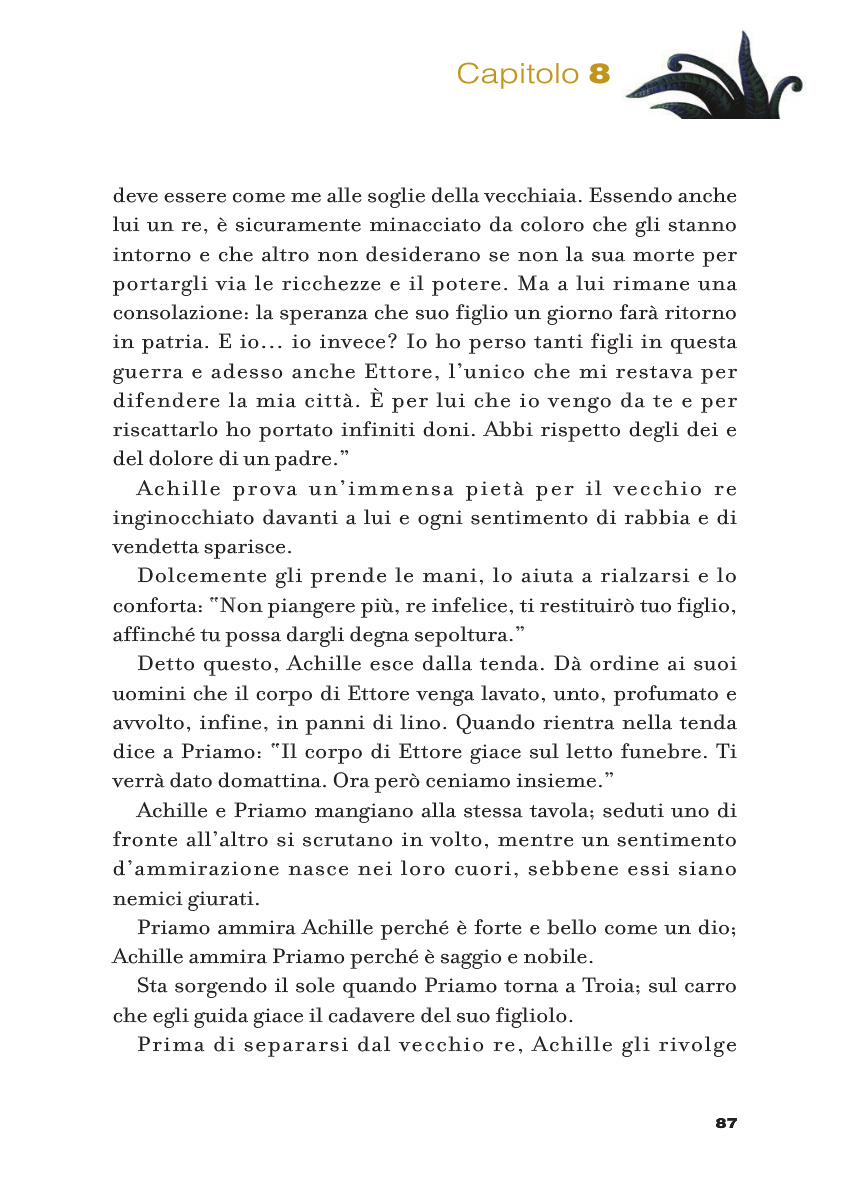 Capitolo 8
deve essere come me alle soglie della vecchiaia. Essendo anche
lui un re, è sicuramente minacciato da coloro che gli stanno
intorno e che altro non desiderano se non la sua morte per
portargli via le ricchezze e il potere. Ma a lui rimane una
consolazione: la speranza che suo figlio un giorno farà ritorno
in patria. E io... io invece? Io ho perso tanti figli in questa
guerra e adesso anche Ettore, l’unico che mi restava per
difendere la mia città. È per lui che io vengo da te e per
riscattarlo ho portato infiniti doni. Abbi rispetto degli dei e
del dolore di un padre.”
Achille prova un’immensa pietà per il vecchio re
inginocchiato davanti a lui e ogni sentimento di rabbia e di
vendetta sparisce.
Dolcemente gli prende le mani, lo aiuta a rialzarsi e lo
conforta: “Non piangere più, re infelice, ti restituirò tuo figlio,
affinché tu possa dargli degna sepoltura.”
Detto questo, Achille esce dalla tenda. Dà ordine ai suoi
uomini che il corpo di Ettore venga lavato, unto, profumato e
avvolto, infine, in panni di lino. Quando rientra nella tenda
dice a Priamo: “Il corpo di Ettore giace sul letto funebre. Ti
verrà dato domattina. Ora però ceniamo insieme.”
Achille e Priamo mangiano alla stessa tavola; seduti uno di
fronte all’altro si scrutano in volto, mentre un sentimento
d’ammirazione nasce nei loro cuori, sebbene essi siano
nemici giurati.
Priamo ammira Achille perché è forte e bello come un dio;
Achille ammira Priamo perché è saggio e nobile.
Sta sorgendo il sole quando Priamo torna a Troia; sul carro
che egli guida giace il cadavere del suo figliolo.
Prima di separarsi dal vecchio re, Achille gli rivolge
87